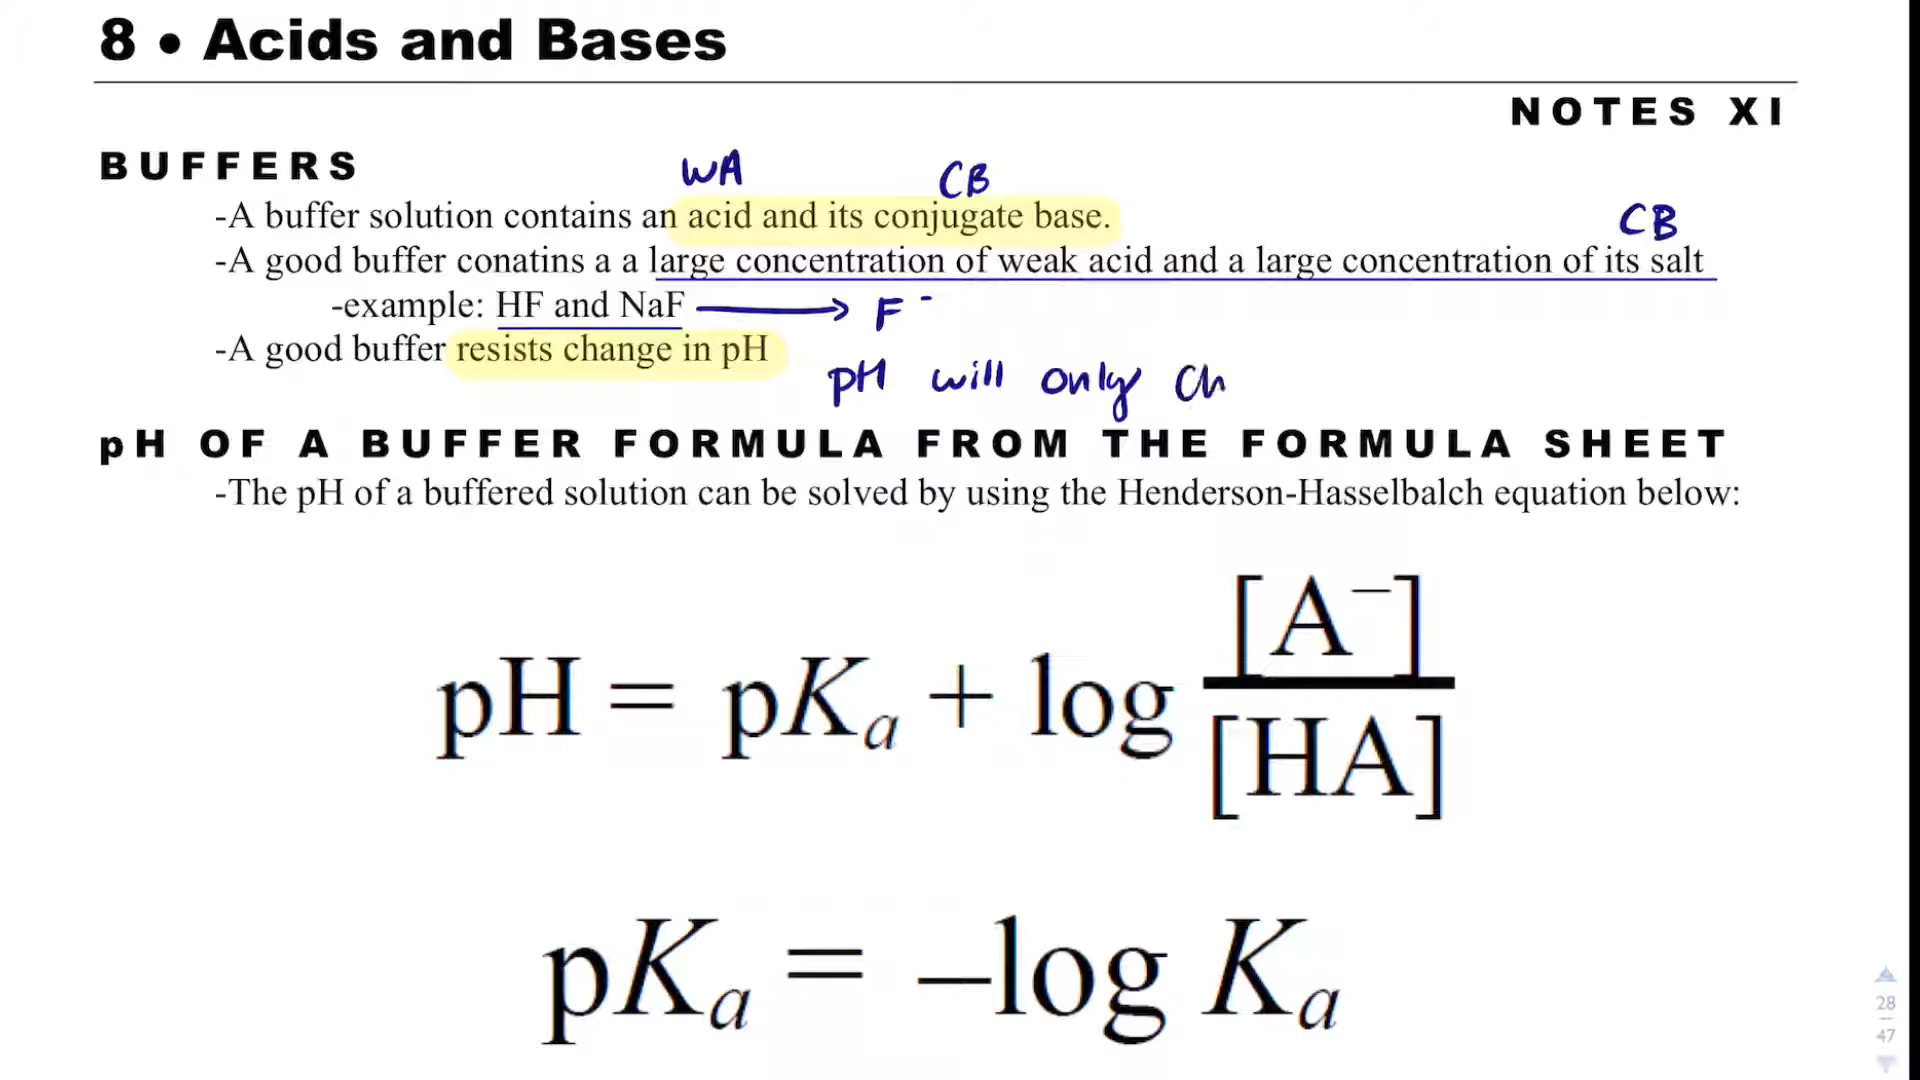 8 • Acids and Bases
NOTES XI
BUFFERS
WA
CB
-A buffer solution contains an acid and its conjugate base.
CB
-A good buffer conatins a a large concentration of weak acid and a large concentration of its salt
-example: HF and NaF → F⁻
-A good buffer resists change in pH
pH will only Ch
pH OF A BUFFER FORMULA FROM THE FORMULA SHEET
-The pH of a buffered solution can be solved by using the Henderson-Hasselbalch equation below:
pH = pKₐ + log [A⁻] / [HA]
pKₐ = –log Kₐ
28
47